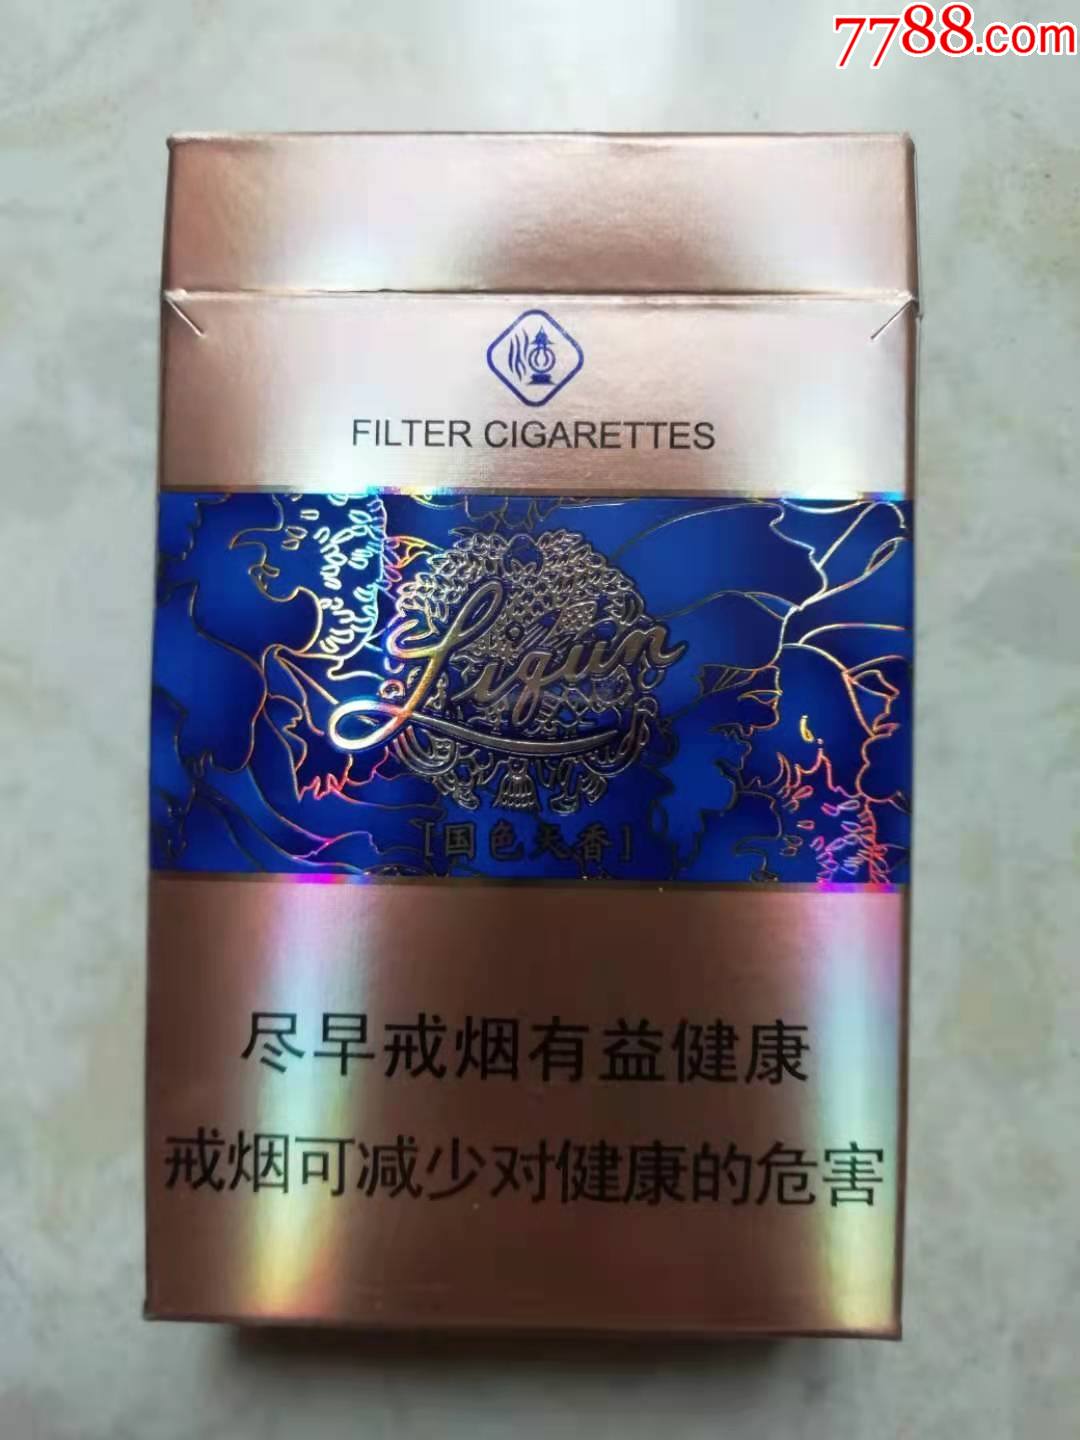 7788.com
FILTER CIGARETTES
Liqun
[国色天香]
尽早戒烟有益健康
戒烟可减少对健康的危害